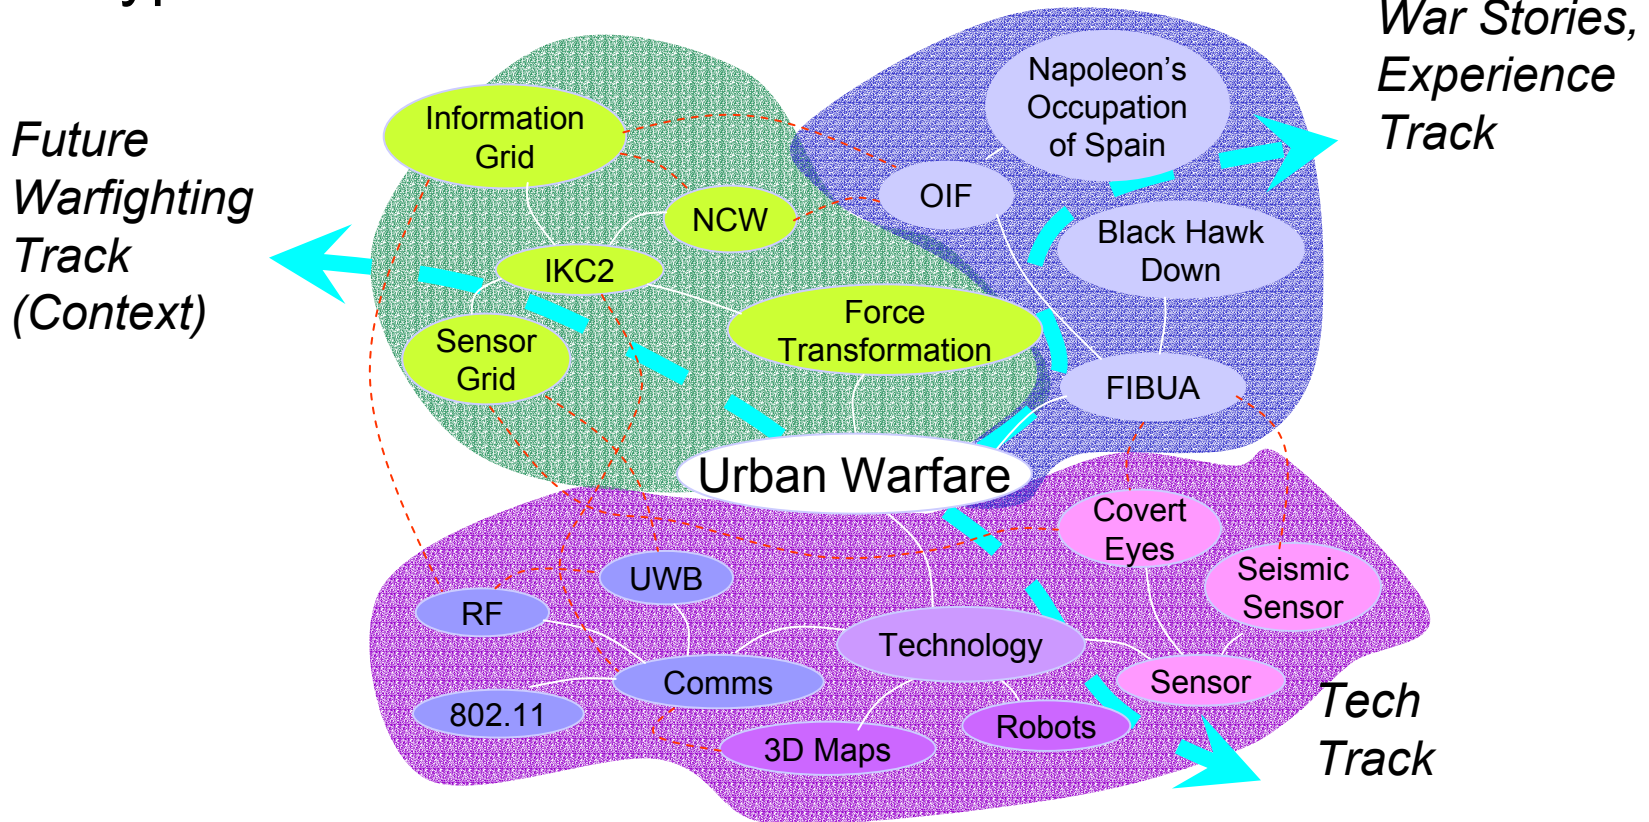 War Stories,
Experience
Track
Future
Warfighting
Track
(Context)
Information
Grid
NCW
IKC2
Sensor
Grid
Force
Transformation
Napoleon's
Occupation
of Spain
OIF
Black Hawk
Down
FIBUA
Urban Warfare
Covert
Eyes
Seismic
Sensor
UWB
RF
Technology
Comms
Sensor
802.11
3D Maps
Robots
Tech
Track